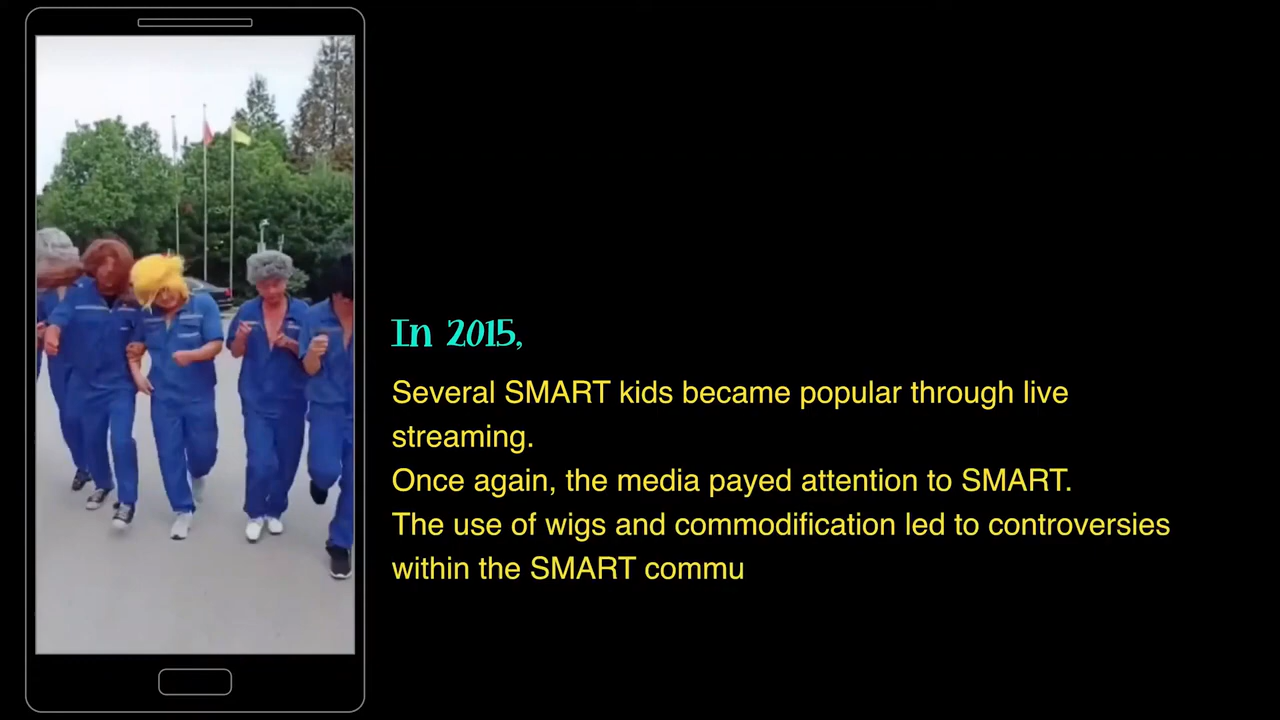 In 2015,
Several SMART kids became popular through live
streaming.
Once again, the media payed attention to SMART.
The use of wigs and commodification led to controversies
within the SMART commu